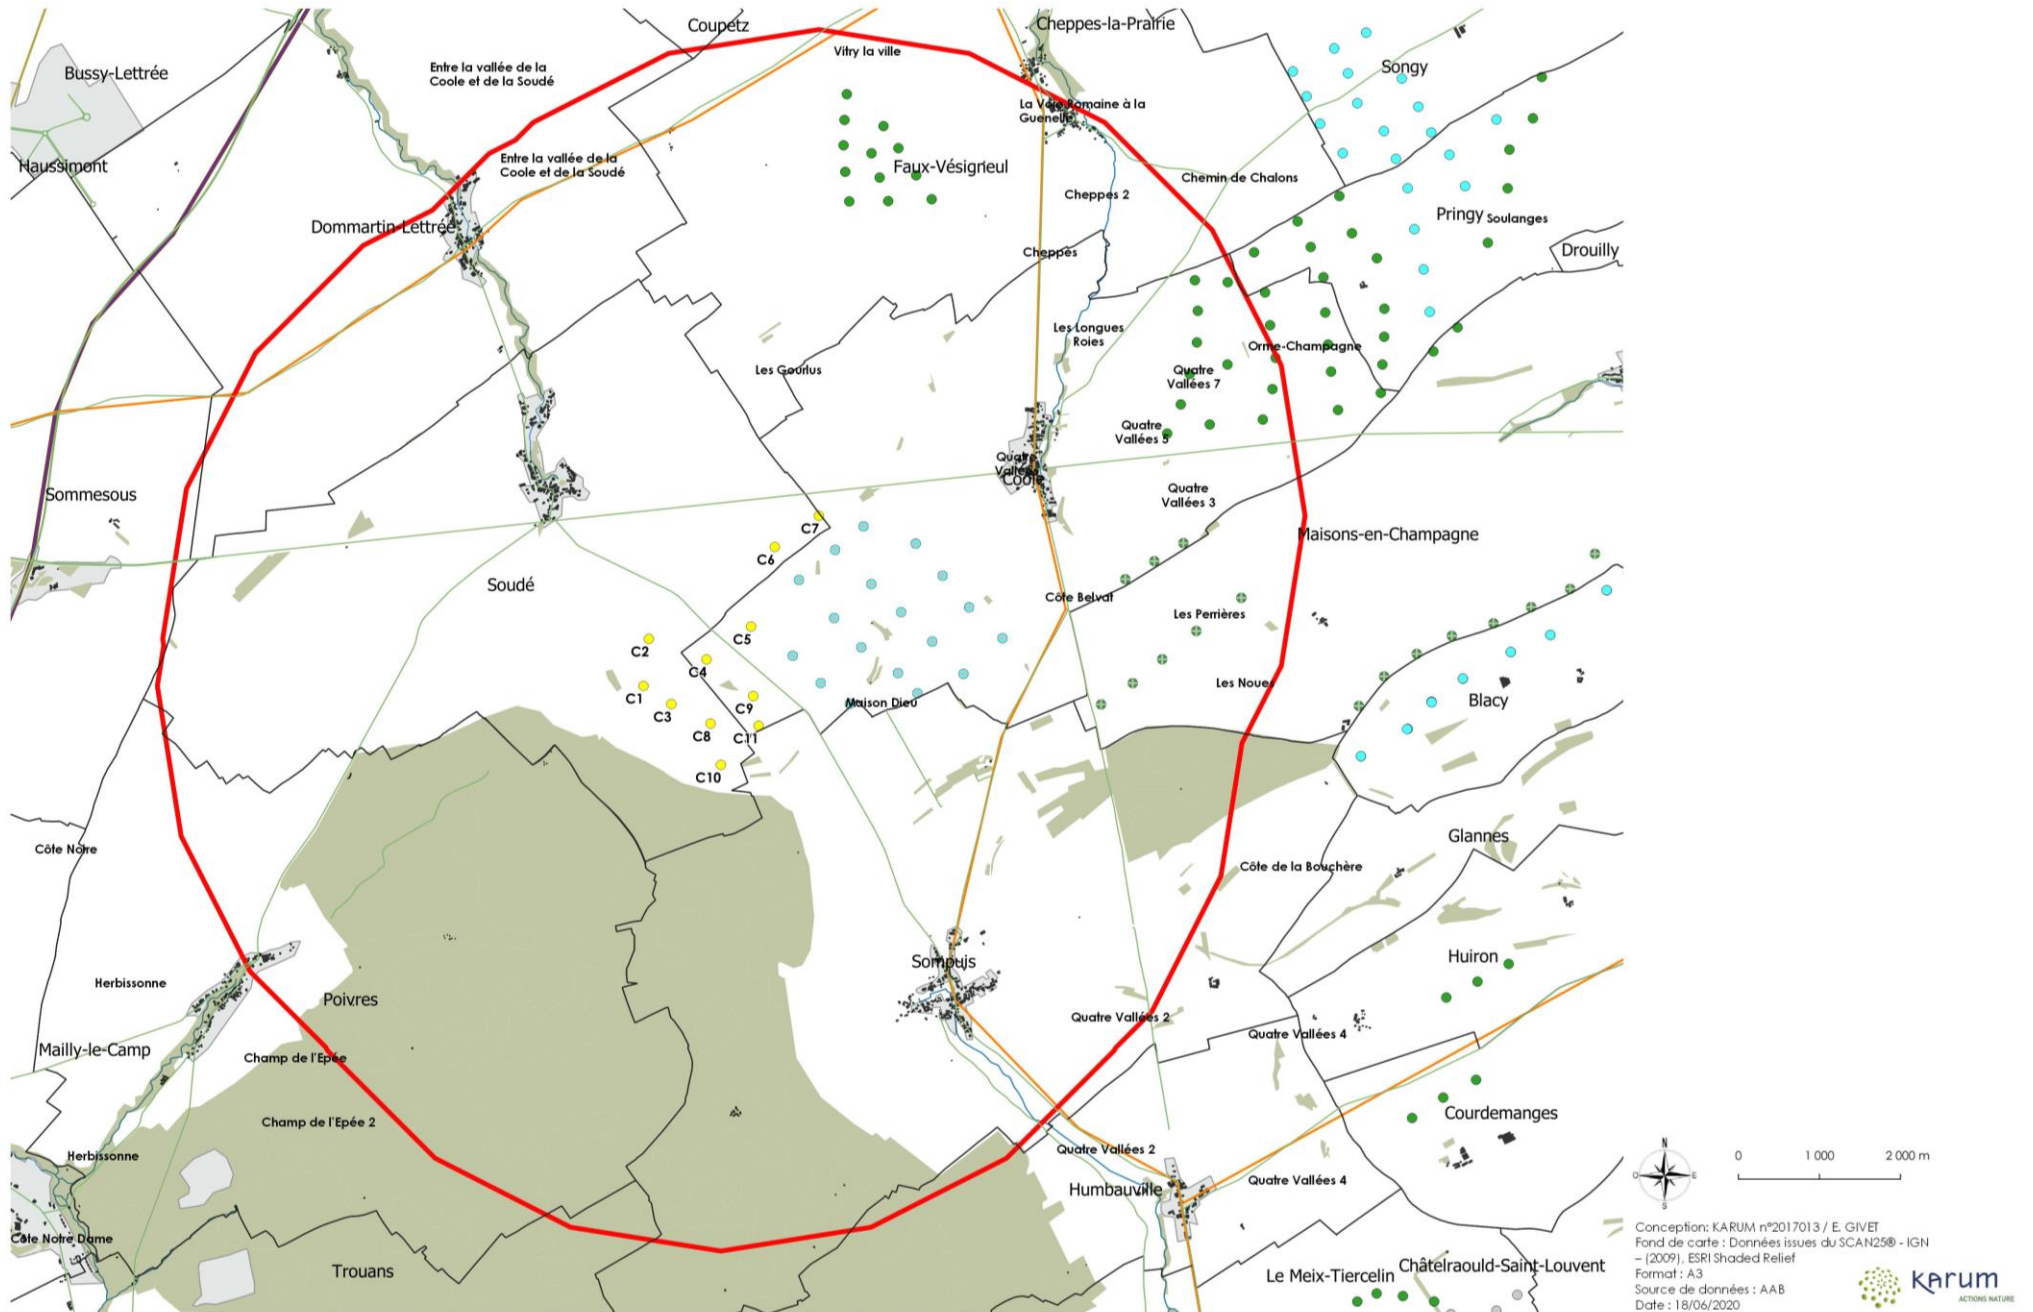 Coupetz
Cheppes-la-Prairie
Vitry la ville
Bussy-Lettrée
Entre la vallée de la
Coole et de la Soudé
Songy
La Voie Romaine à la
Guenelle
Haussimont
Entre la vallée de la
Coole et de la Soudé
Faux-Vésigneul
Chemin de Chalons
Cheppes 2
Pringy
Soulanges
Dommartin-Lettrée
Cheppes
Drouilly
Les Longues
Roies
Orme-Champagne
Les Gourlus
Quatre
Vallées 7
Quatre
Vallées 5
Quatre
Vallées
Coole
Sommesous
Quatre
Vallées 3
C7
Maisons-en-Champagne
C6
Soudé
Côte Belvat
Les Perrières
C5
C2
C4
Les Noues
C1
C9
Maison Dieu
Blacy
C3
C8
C11
C10
Côte Noire
Glannes
Côte de la Bouchère
Sompuis
Huiron
Herbissonne
Poivres
Quatre Vallées 2
Quatre Vallées 4
Mailly-le-Camp
Champ de l'Epée
Courdemanges
Champ de l'Epée 2
Herbissonne
Quatre Vallées 2
Humbauville
Quatre Vallées 4
Côte Notre Dame
Trouans
Le Meix-Tiercelin
Châtelraould-Saint-Louvent
N
O
E
S
0 1 000 2 000 m
Conception: KARUM n°2017013 / E. GIVET
Fond de carte : Données issues du SCAN25® - IGN
– (2009), ESRI Shaded Relief
Format : A3
Source de données : AAB
Date : 18/06/2020
KARUM
ACTIONS NATURE